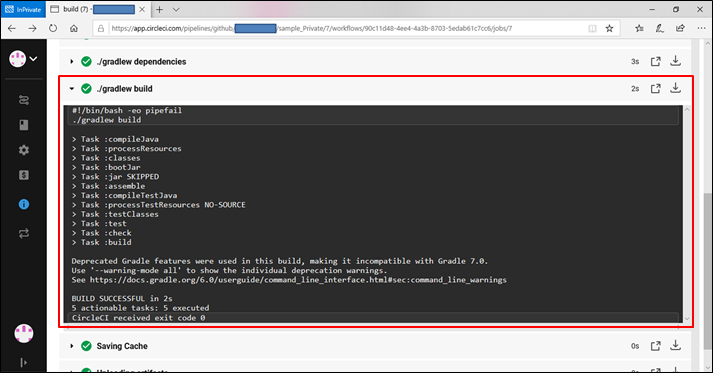 InPrivate
build (7) -
https://app.circleci.com/pipelines/github/
/sample_Private/7/workflows/90c11d48-4ee4-4a3b-8703-5edab61c7cc6/jobs/7
./gradlew dependencies
3s
./gradlew build
2s
#!/bin/bash -eo pipefail
./gradlew build
> Task :compileJava
> Task :processResources
> Task :classes
> Task :bootJar
> Task :jar SKIPPED
> Task :assemble
> Task :compileTestJava
> Task :processTestResources NO-SOURCE
> Task :testClasses
> Task :test
> Task :check
> Task :build
Deprecated Gradle features were used in this build, making it incompatible with Gradle 7.0.
Use '--warning-mode all' to show the individual deprecation warnings.
See https://docs.gradle.org/6.0/userguide/command_line_interface.html#sec:command_line_warnings
BUILD SUCCESSFUL in 2s
5 actionable tasks: 5 executed
CircleCI received exit code 0
Saving Cache
0s
Uploading artifacts